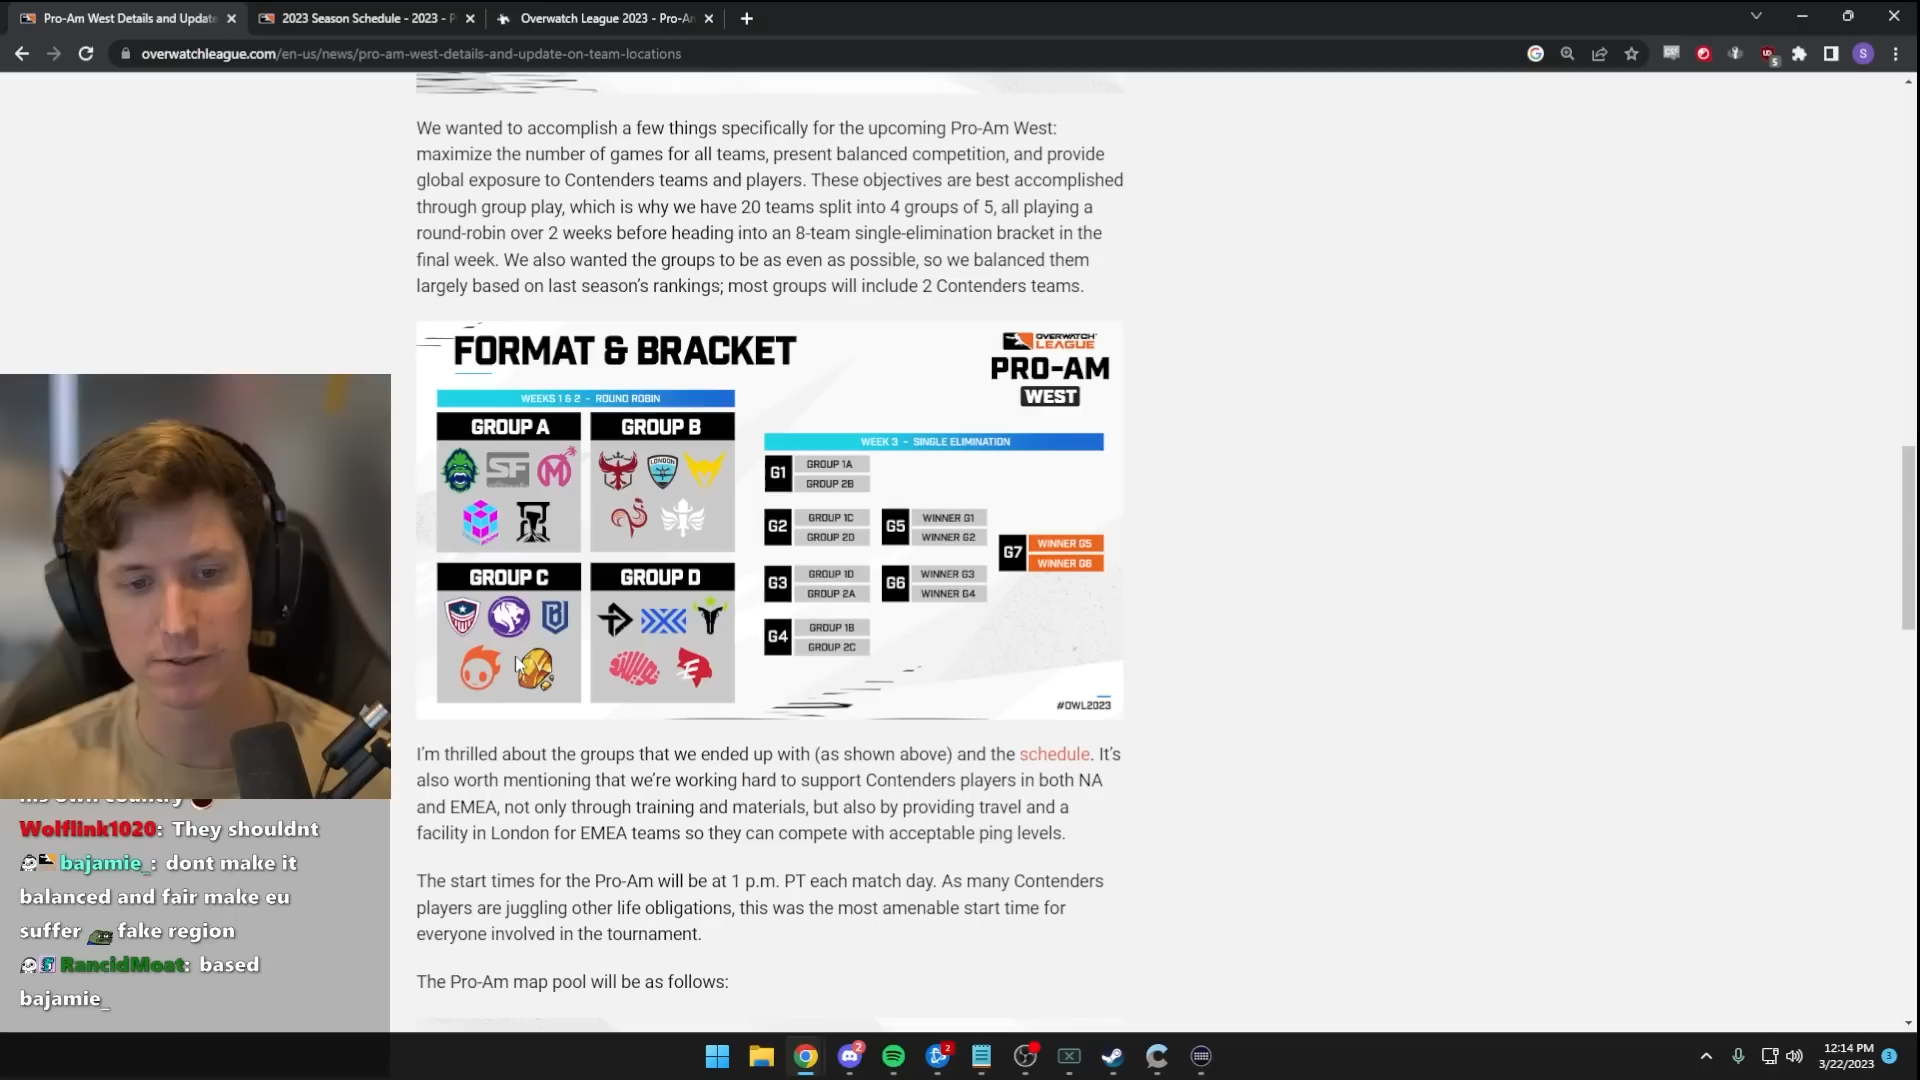 Pro-Am West Details and Update
2023 Season Schedule - 2023 - P
Overwatch League 2023 - Pro-Am
overwatchleague.com/en-us/news/pro-am-west-details-and-update-on-team-locations
We wanted to accomplish a few things specifically for the upcoming Pro-Am West:
maximize the number of games for all teams, present balanced competition, and provide
global exposure to Contenders teams and players. These objectives are best accomplished
through group play, which is why we have 20 teams split into 4 groups of 5, all playing a
round-robin over 2 weeks before heading into an 8-team single-elimination bracket in the
final week. We also wanted the groups to be as even as possible, so we balanced them
largely based on last season's rankings; most groups will include 2 Contenders teams.
FORMAT & BRACKET
OVERWATCH
LEAGUE
PRO-AM
WEST
WEEKS 1 & 2 - ROUND ROBIN
GROUP A
GROUP B
SF
LONDON
GROUP C
GROUP D
WEEK 3 - SINGLE ELIMINATION
G1 GROUP 1A
GROUP 2B
G2 GROUP 1C
GROUP 2D
G3 GROUP 1D
GROUP 2A
G4 GROUP 1B
GROUP 2C
G5 WINNER G1
WINNER G2
G6 WINNER G3
WINNER G4
G7 WINNER G5
WINNER G6
#OWL2023
I'm thrilled about the groups that we ended up with (as shown above) and the schedule. It's
also worth mentioning that we're working hard to support Contenders players in both NA
and EMEA, not only through training and materials, but also by providing travel and a
facility in London for EMEA teams so they can compete with acceptable ping levels.
The start times for the Pro-Am will be at 1 p.m. PT each match day. As many Contenders
players are juggling other life obligations, this was the most amenable start time for
everyone involved in the tournament.
The Pro-Am map pool will be as follows:
his own country
Wolflink1020: They shouldnt
bajamie_: dont make it
balanced and fair make eu
suffer fake region
RancidMoat: based
bajamie_
12:14 PM
3/22/2023